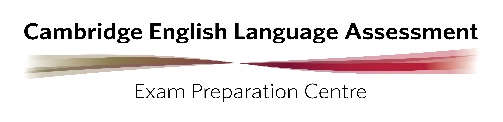 Cambridge English Language Assessment
Exam Preparation Centre